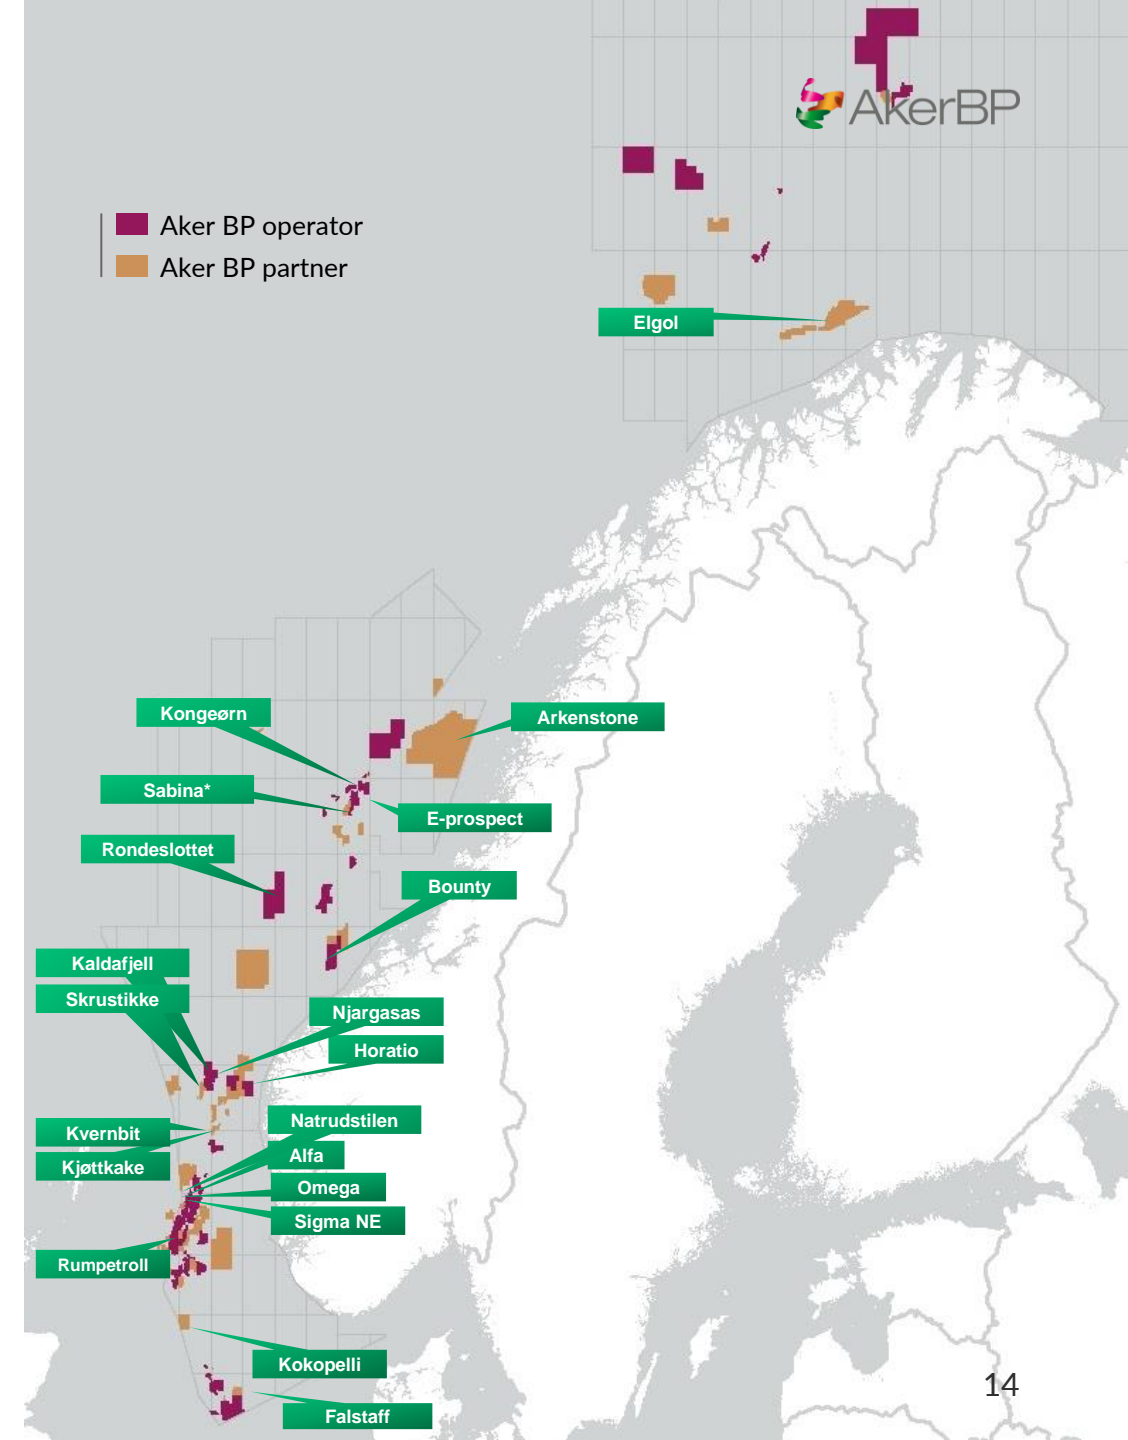 AkerBP
Aker BP operator
Aker BP partner
Elgol
Kongeørn
Arkenstone
Sabina*
E-prospect
Rondeslottet
Bounty
Kaldafjell
Skrustikke
Njargasas
Horatio
Natrudstilen
Kvernbit
Alfa
Kjøttkake
Omega
Sigma NE
Rumpetroll
Kokopelli
14
Falstaff